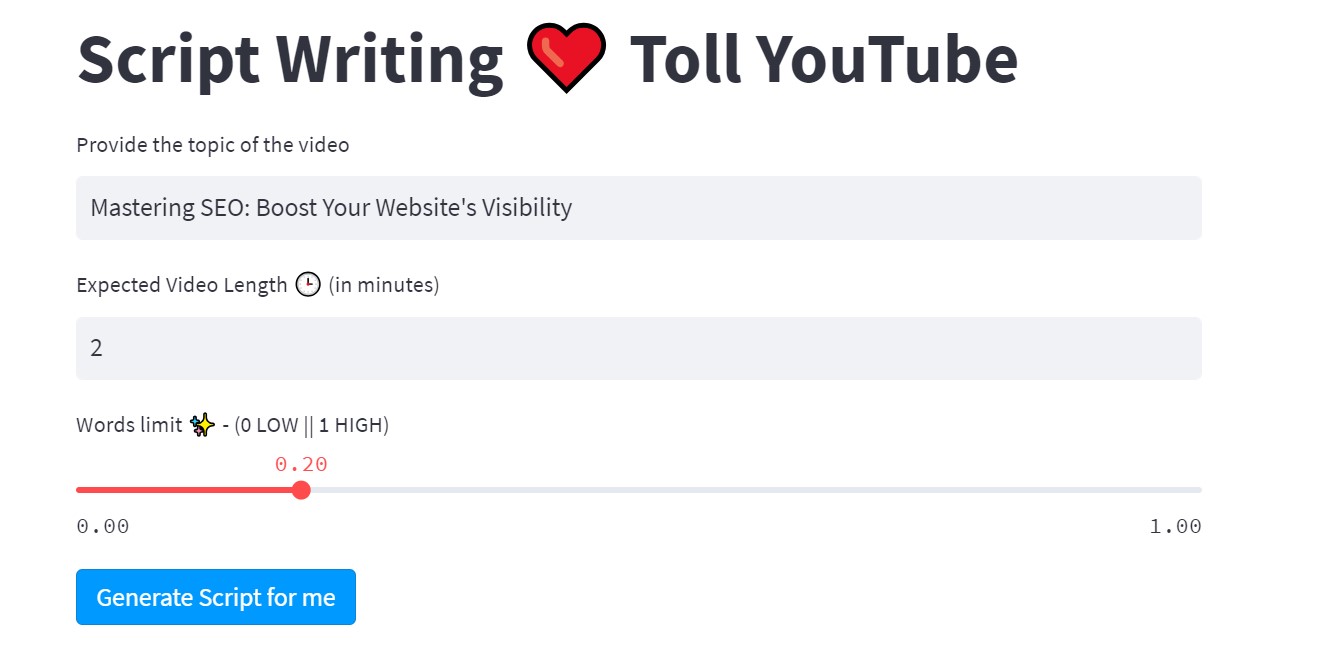 Script Writing ❤️ Toll YouTube
Provide the topic of the video
Mastering SEO: Boost Your Website's Visibility
Expected Video Length 🕒 (in minutes)
2
Words limit ✨ - (0 LOW || 1 HIGH)
0.20
0.00 1.00
Generate Script for me